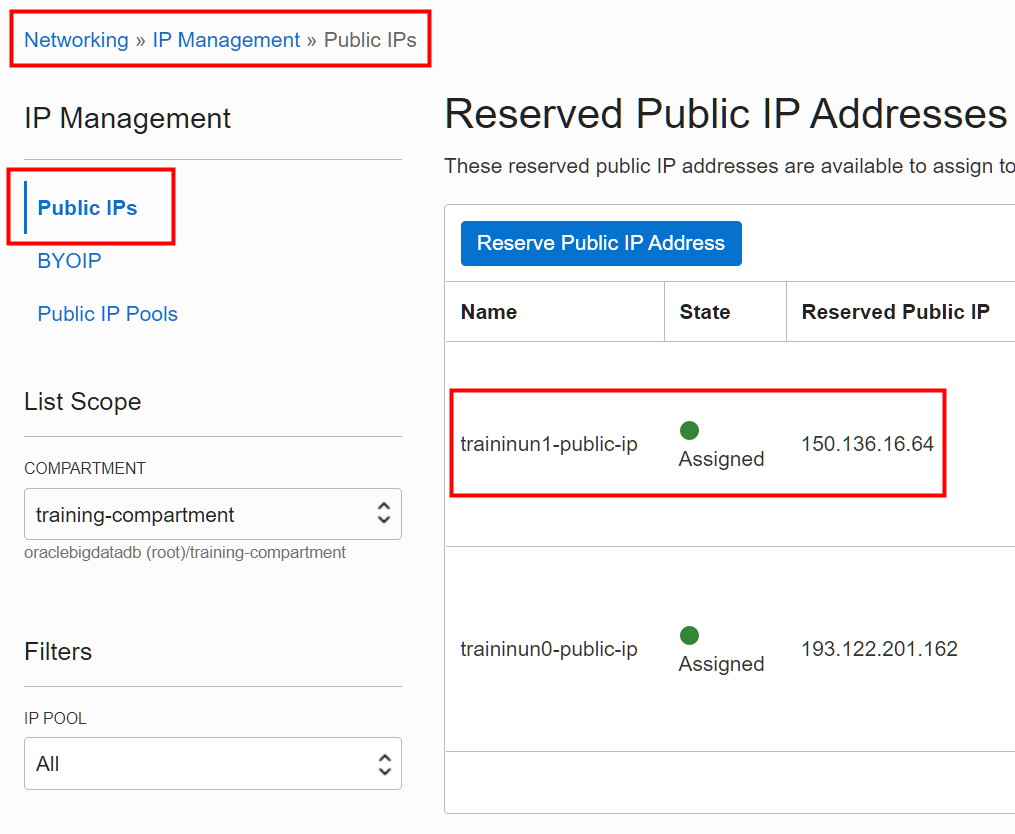 Networking » IP Management » Public IPs
IP Management
Public IPs
BYOIP
Public IP Pools
List Scope
COMPARTMENT
training-compartment
oraclebigdatadb (root)/training-compartment
Filters
IP POOL
All
Reserved Public IP Addresses
These reserved public IP addresses are available to assign to
Reserve Public IP Address
Name State Reserved Public IP
traininun1-public-ip Assigned 150.136.16.64
traininun0-public-ip Assigned 193.122.201.162